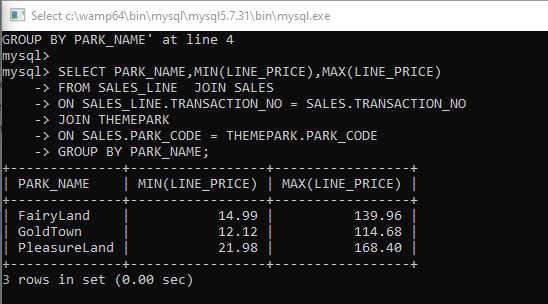 Select c:\wamp64\bin\mysql\mysql5.7.31\bin\mysql.exe
GROUP BY PARK_NAME' at line 4
mysql>
mysql> SELECT PARK_NAME,MIN(LINE_PRICE),MAX(LINE_PRICE)
    -> FROM SALES_LINE  JOIN SALES
    -> ON SALES_LINE.TRANSACTION_NO = SALES.TRANSACTION_NO
    -> JOIN THEMEPARK
    -> ON SALES.PARK_CODE = THEMEPARK.PARK_CODE
    -> GROUP BY PARK_NAME;
+--------------+-----------------+-----------------+
| PARK_NAME    | MIN(LINE_PRICE) | MAX(LINE_PRICE) |
+--------------+-----------------+-----------------+
| FairyLand    |           14.99 |          139.96 |
| GoldTown     |           12.12 |          114.68 |
| PleasureLand |           21.98 |          168.40 |
+--------------+-----------------+-----------------+
3 rows in set (0.00 sec)